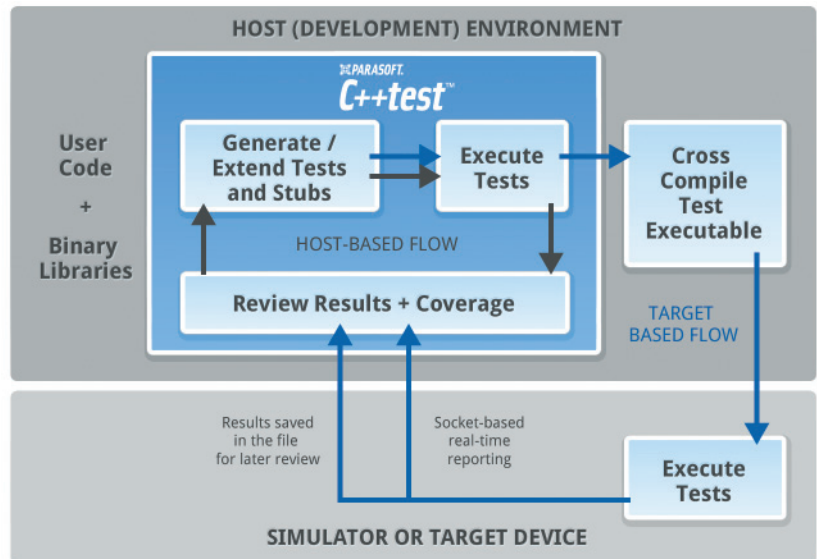 HOST (DEVELOPMENT) ENVIRONMENT
PARASOFT.
C++test™
User
Code
+
Binary
Libraries
Generate /
Extend Tests
and Stubs
Execute
Tests
Cross
Compile
Test
Executable
HOST-BASED FLOW
Review Results + Coverage
TARGET
BASED FLOW
Results saved
in the file
for later review
Socket-based
real-time
reporting
Execute
Tests
SIMULATOR OR TARGET DEVICE